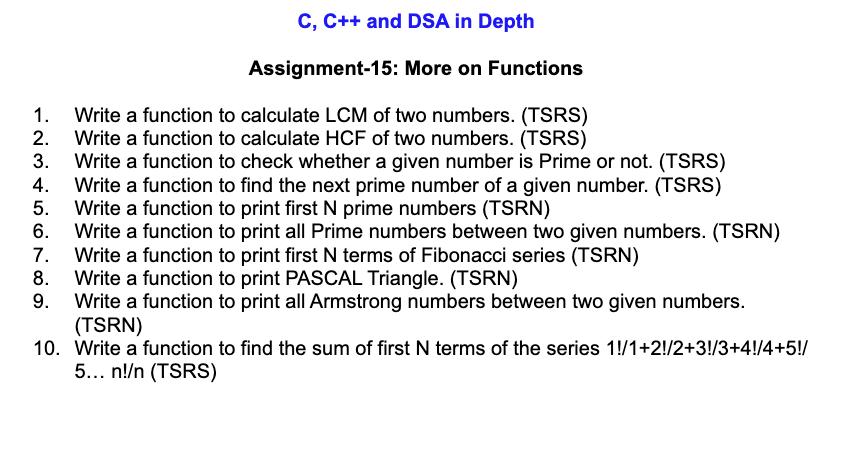 C, C++ and DSA in Depth
Assignment-15: More on Functions
1. Write a function to calculate LCM of two numbers. (TSRS)
2. Write a function to calculate HCF of two numbers. (TSRS)
3. Write a function to check whether a given number is Prime or not. (TSRS)
4. Write a function to find the next prime number of a given number. (TSRS)
5. Write a function to print first N prime numbers (TSRN)
6. Write a function to print all Prime numbers between two given numbers. (TSRN)
7. Write a function to print first N terms of Fibonacci series (TSRN)
8. Write a function to print PASCAL Triangle. (TSRN)
9. Write a function to print all Armstrong numbers between two given numbers.
(TSRN)
10. Write a function to find the sum of first N terms of the series 1!/1+2!/2+3!/3+4!/4+5!/
5… n!/n (TSRS)